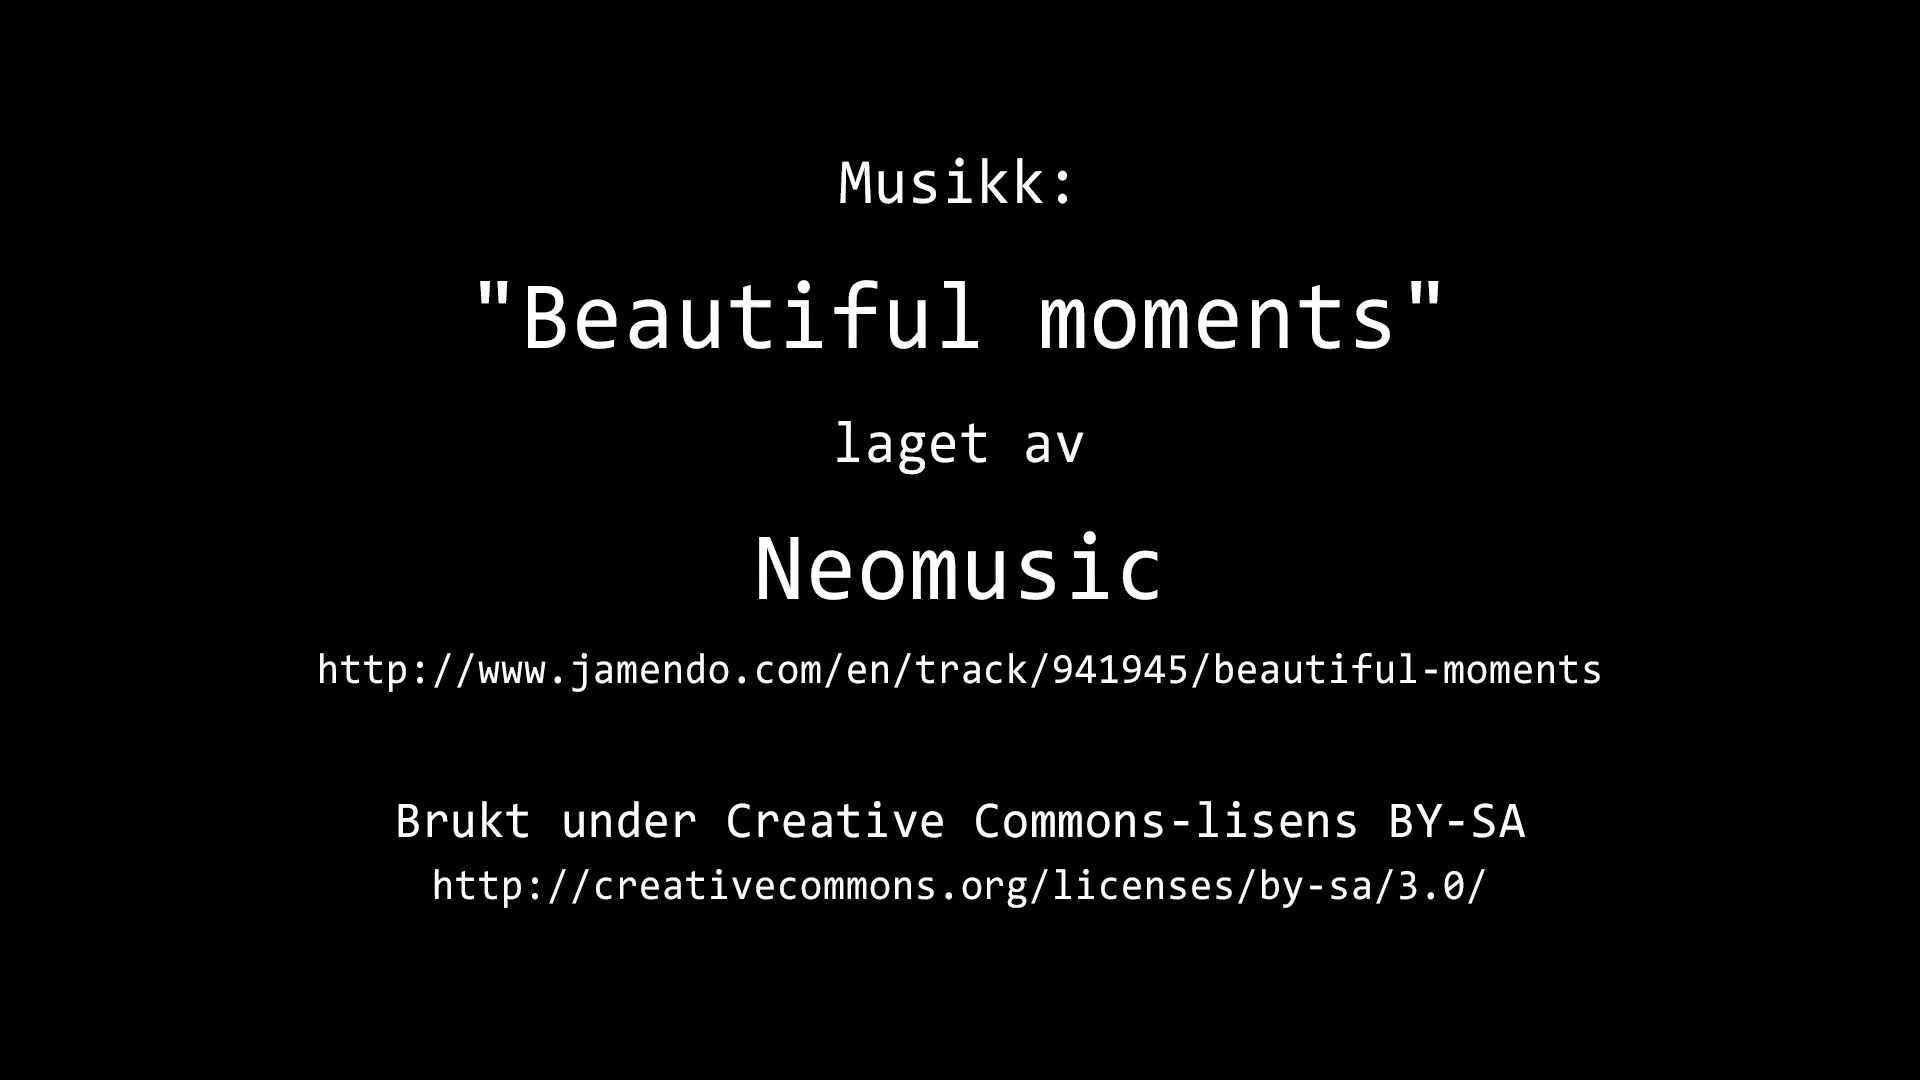 Musikk:
"Beautiful moments"
laget av
Neomusic
http://www.jamendo.com/en/track/941945/beautiful-moments
Brukt under Creative Commons-lisens BY-SA
http://creativecommons.org/licenses/by-sa/3.0/